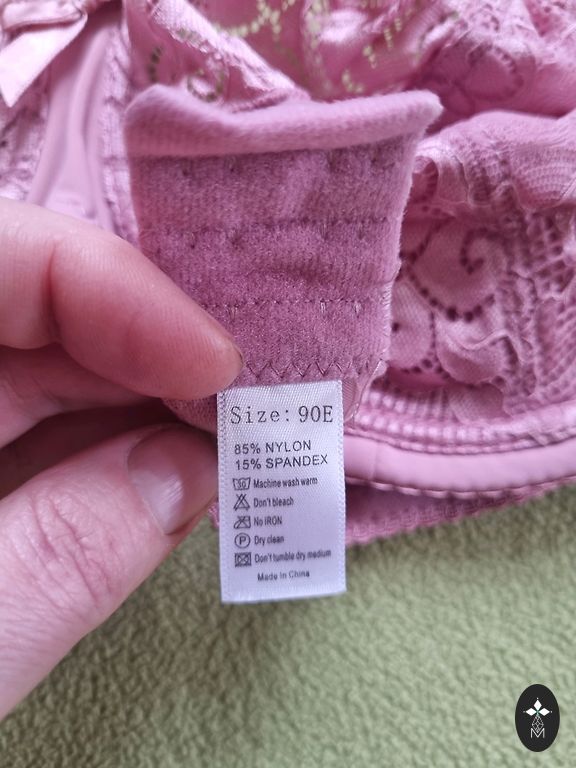 Size: 90E
85% NYLON
15% SPANDEX
30 Machine wash warm
Don't bleach
No IRON
P Dry clean
Don't tumble dry medium
Made in China
M